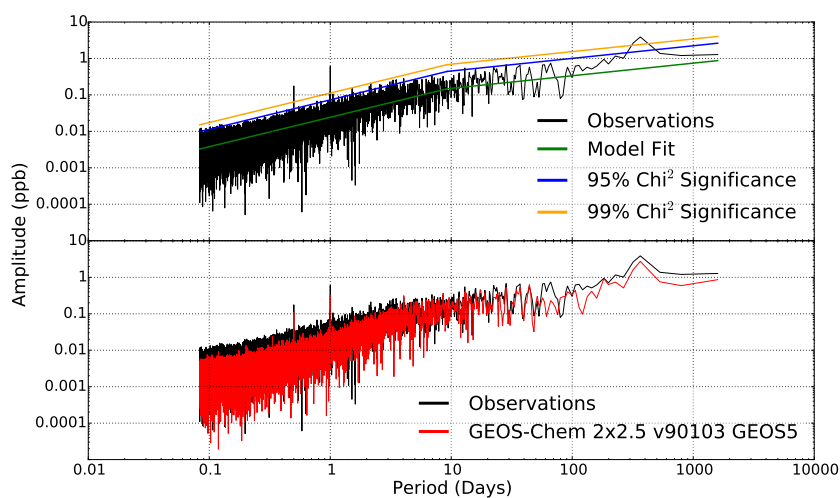 10
1
0.1
0.01
0.001
0.0001
Observations
Model Fit
95% Chi² Significance
99% Chi² Significance
Amplitude (ppb)
10
1
0.1
0.01
0.001
0.0001
Observations
GEOS-Chem 2x2.5 v90103 GEOS5
0.01 0.1 1 10 100 1000 10000
Period (Days)